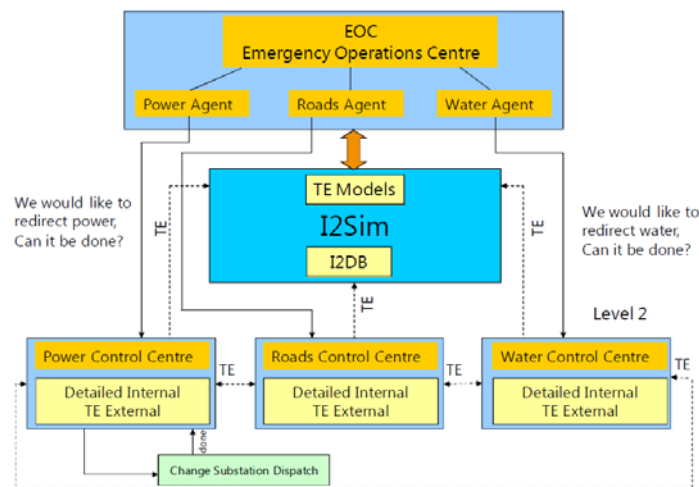 EOC
Emergency Operations Centre
Power Agent
Roads Agent
Water Agent
We would like to
redirect power,
Can it be done?
TE
TE Models
I2Sim
I2DB
TE
TE
We would like to
redirect water,
Can it be done?
Level 2
Power Control Centre
Detailed Internal
TE External
TE
Roads Control Centre
Detailed Internal
TE External
TE
Water Control Centre
Detailed Internal
TE External
TE
done
Change Substation Dispatch